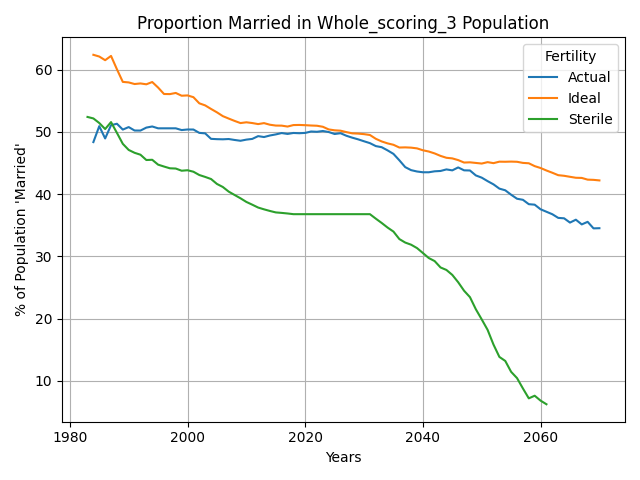 Proportion Married in Whole_scoring_3 Population
% of Population 'Married'
60
50
40
30
20
10
Fertility
Actual
Ideal
Sterile
1980
2000
2020
2040
2060
Years